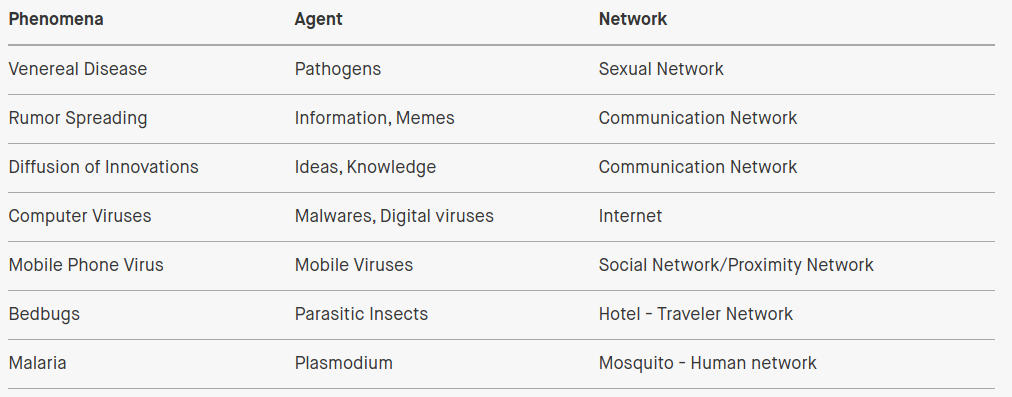 Phenomena Agent Network
Venereal Disease Pathogens Sexual Network
Rumor Spreading Information, Memes Communication Network
Diffusion of Innovations Ideas, Knowledge Communication Network
Computer Viruses Malwares, Digital viruses Internet
Mobile Phone Virus Mobile Viruses Social Network/Proximity Network
Bedbugs Parasitic Insects Hotel - Traveler Network
Malaria Plasmodium Mosquito - Human network